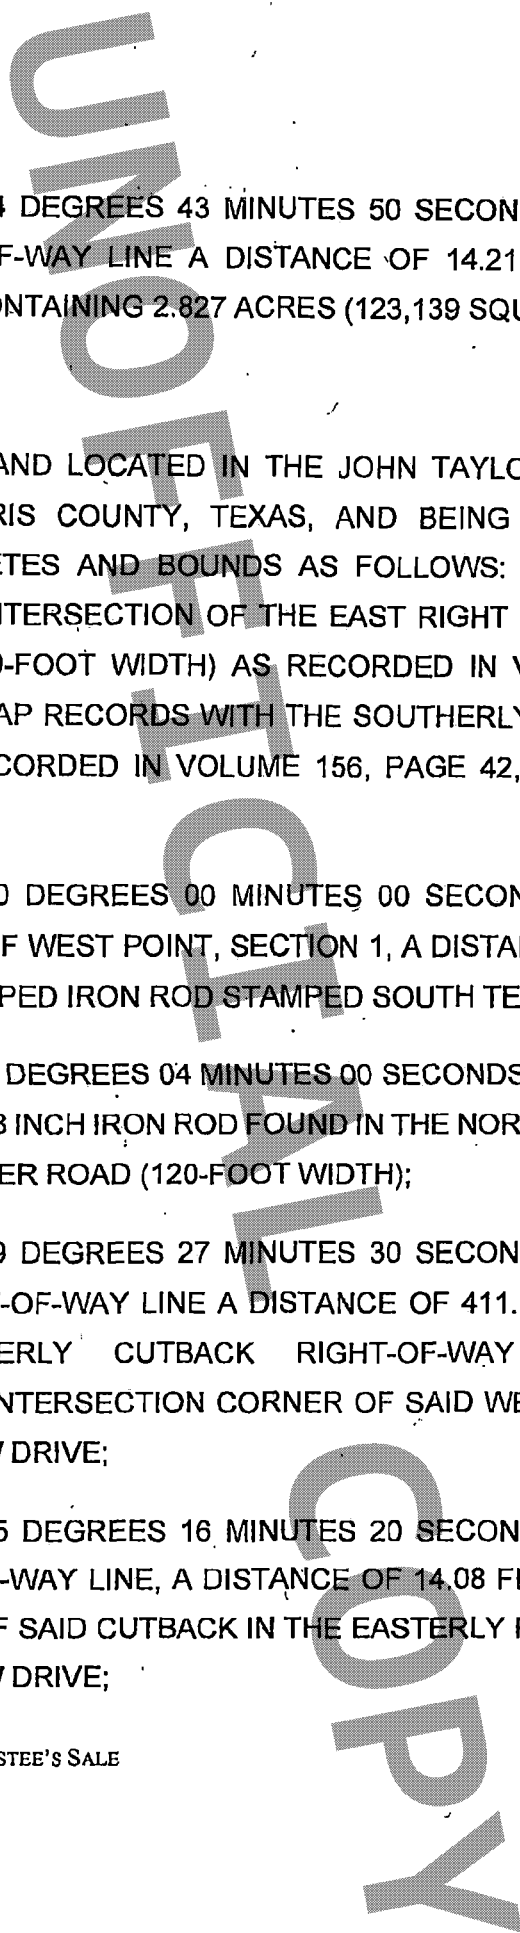 4 DEGREES 43 MINUTES 50 SECON
F-WAY LINE A DISTANCE OF 14.21
ONTAINING 2.827 ACRES (123,139 SQU
AND LOCATED IN THE JOHN TAYLO
RIS COUNTY, TEXAS, AND BEING
ETES AND BOUNDS AS FOLLOWS:
NTERSECTION OF THE EAST RIGHT
0-FOOT WIDTH) AS RECORDED IN V
AP RECORDS WITH THE SOUTHERLY
CORDED IN VOLUME 156, PAGE 42,
0 DEGREES 00 MINUTES 00 SECON
F WEST POINT, SECTION 1, A DISTA
PED IRON ROD STAMPED SOUTH TE
DEGREES 04 MINUTES 00 SECONDS
8 INCH IRON ROD FOUND IN THE NOR
ER ROAD (120-FOOT WIDTH);
9 DEGREES 27 MINUTES 30 SECON
-OF-WAY LINE A DISTANCE OF 411.
ERLY CUTBACK RIGHT-OF-WAY
NTERSECTION CORNER OF SAID WE
DRIVE;
5 DEGREES 16 MINUTES 20 SECON
-WAY LINE, A DISTANCE OF 14.08 F
F SAID CUTBACK IN THE EASTERLY
DRIVE;
STEE'S SALE
UNOFFICIAL COPY